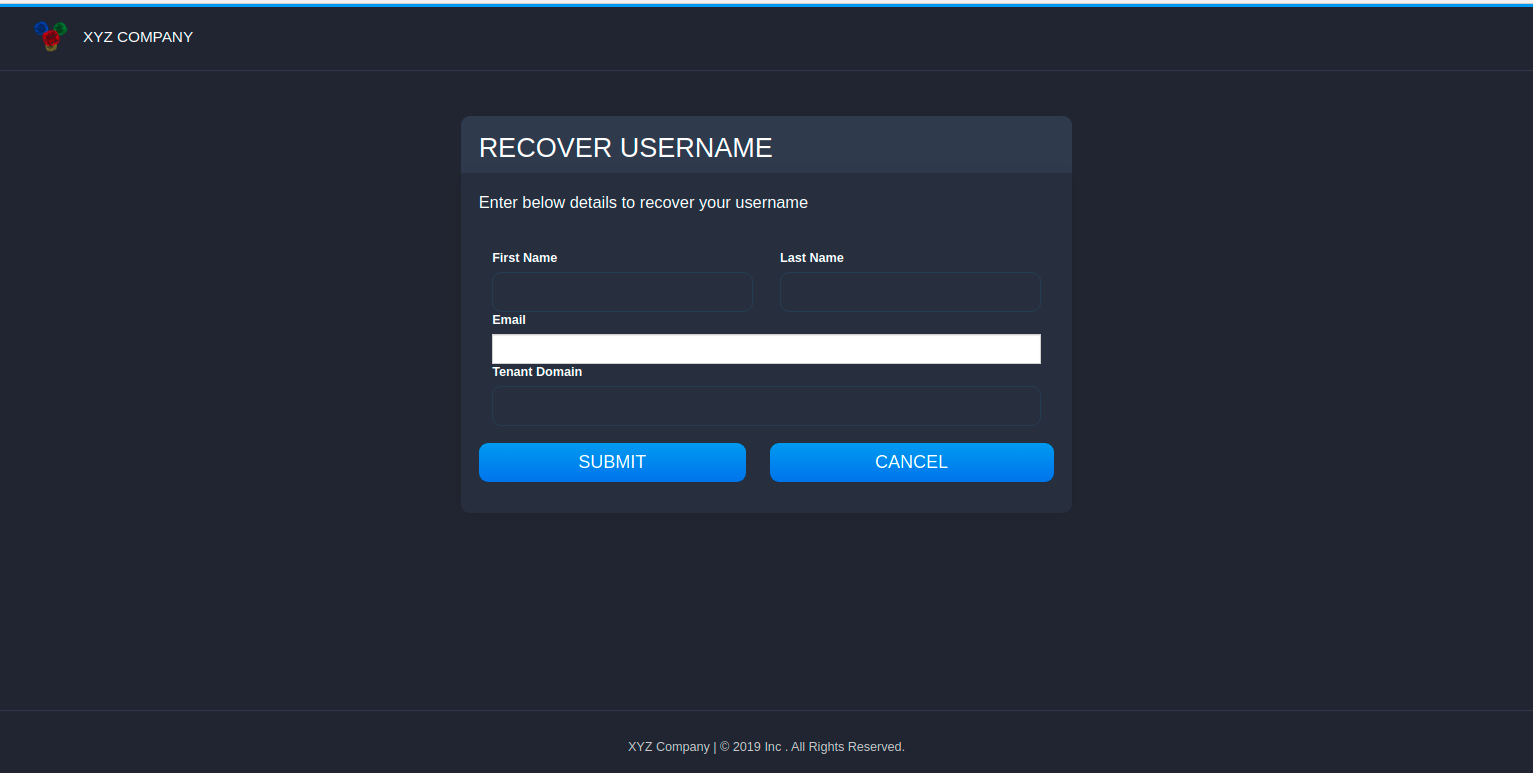 XYZ COMPANY
RECOVER USERNAME
Enter below details to recover your username
First Name
Last Name
Email
Tenant Domain
SUBMIT
CANCEL
XYZ Company | © 2019 Inc . All Rights Reserved.